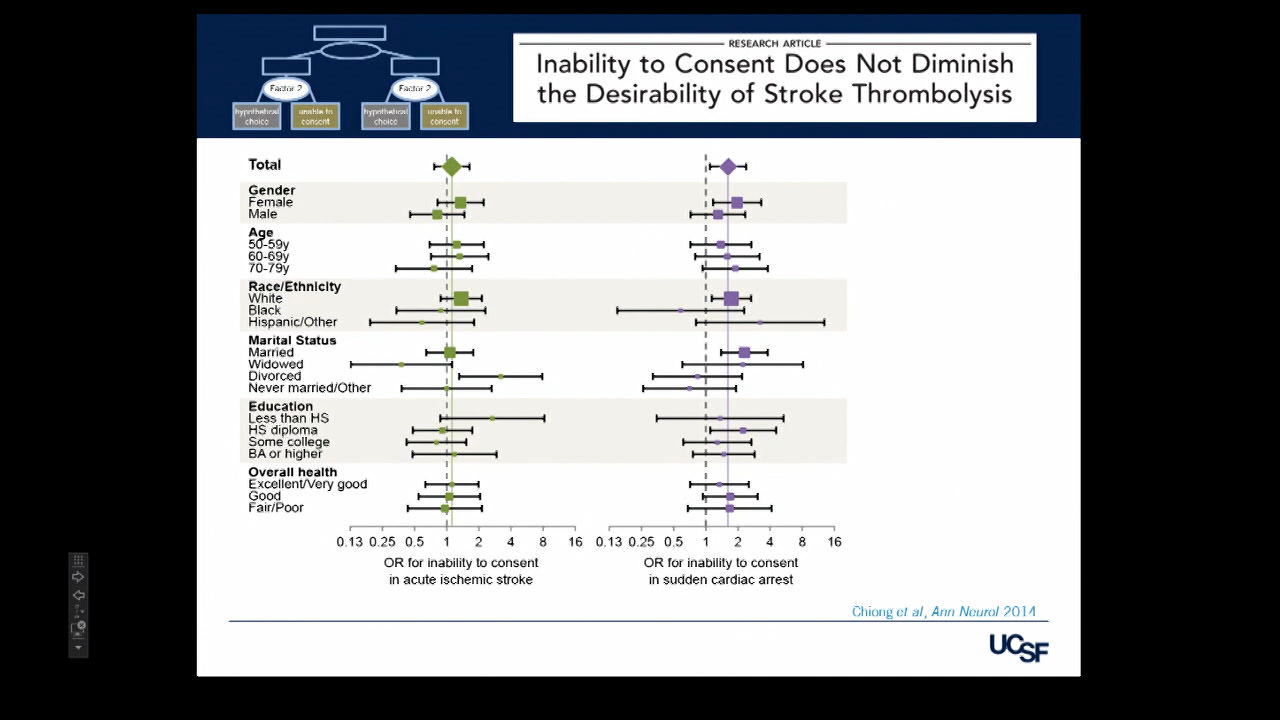 RESEARCH ARTICLE
Inability to Consent Does Not Diminish
the Desirability of Stroke Thrombolysis
Factor 2
Factor 2
hypothetical choice
unable to consent
hypothetical choice
unable to consent
Total
Gender
Female
Male
Age
50-59y
60-69y
70-79y
Race/Ethnicity
White
Black
Hispanic/Other
Marital Status
Married
Widowed
Divorced
Never married/Other
Education
Less than HS
HS diploma
Some college
BA or higher
Overall health
Excellent/Very good
Good
Fair/Poor
0.13 0.25 0.5 1 2 4 8 16
0.13 0.25 0.5 1 2 4 8 16
OR for inability to consent
in acute ischemic stroke
OR for inability to consent
in sudden cardiac arrest
Chiong et al, Ann Neurol 2014
UCSF